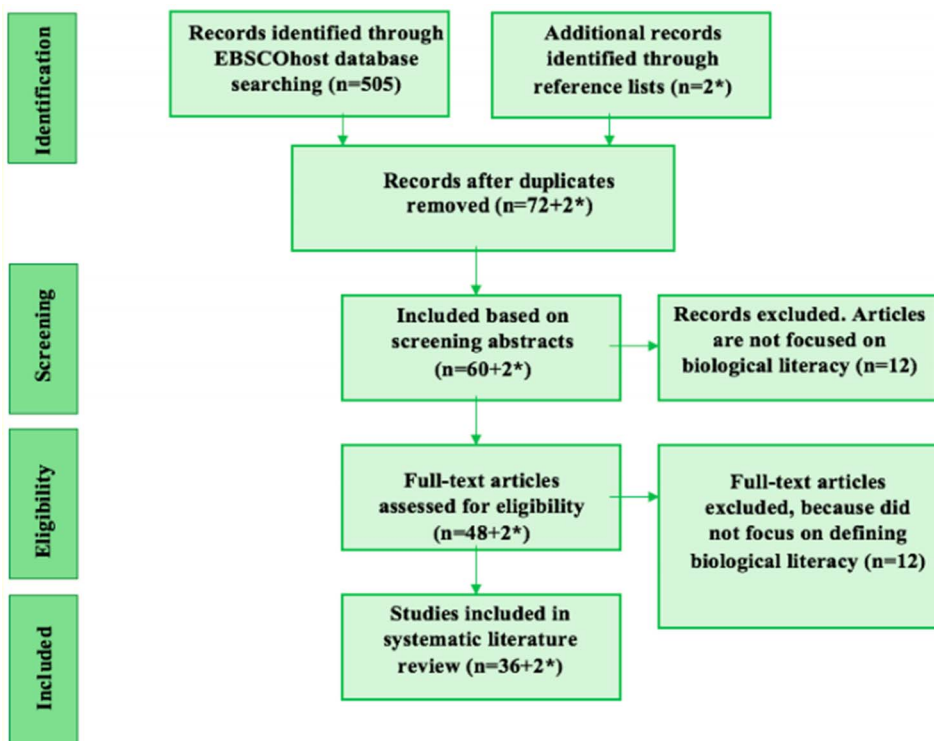 Identification
Records identified through
EBSCOhost database
searching (n=505)
Additional records
identified through
reference lists (n=2*)
Records after duplicates
removed (n=72+2*)
Screening
Included based on
screening abstracts
(n=60+2*)
Records excluded. Articles
are not focused on
biological literacy (n=12)
Eligibility
Full-text articles
assessed for eligibility
(n=48+2*)
Full-text articles
excluded, because did
not focus on defining
biological literacy (n=12)
Included
Studies included in
systematic literature
review (n=36+2*)